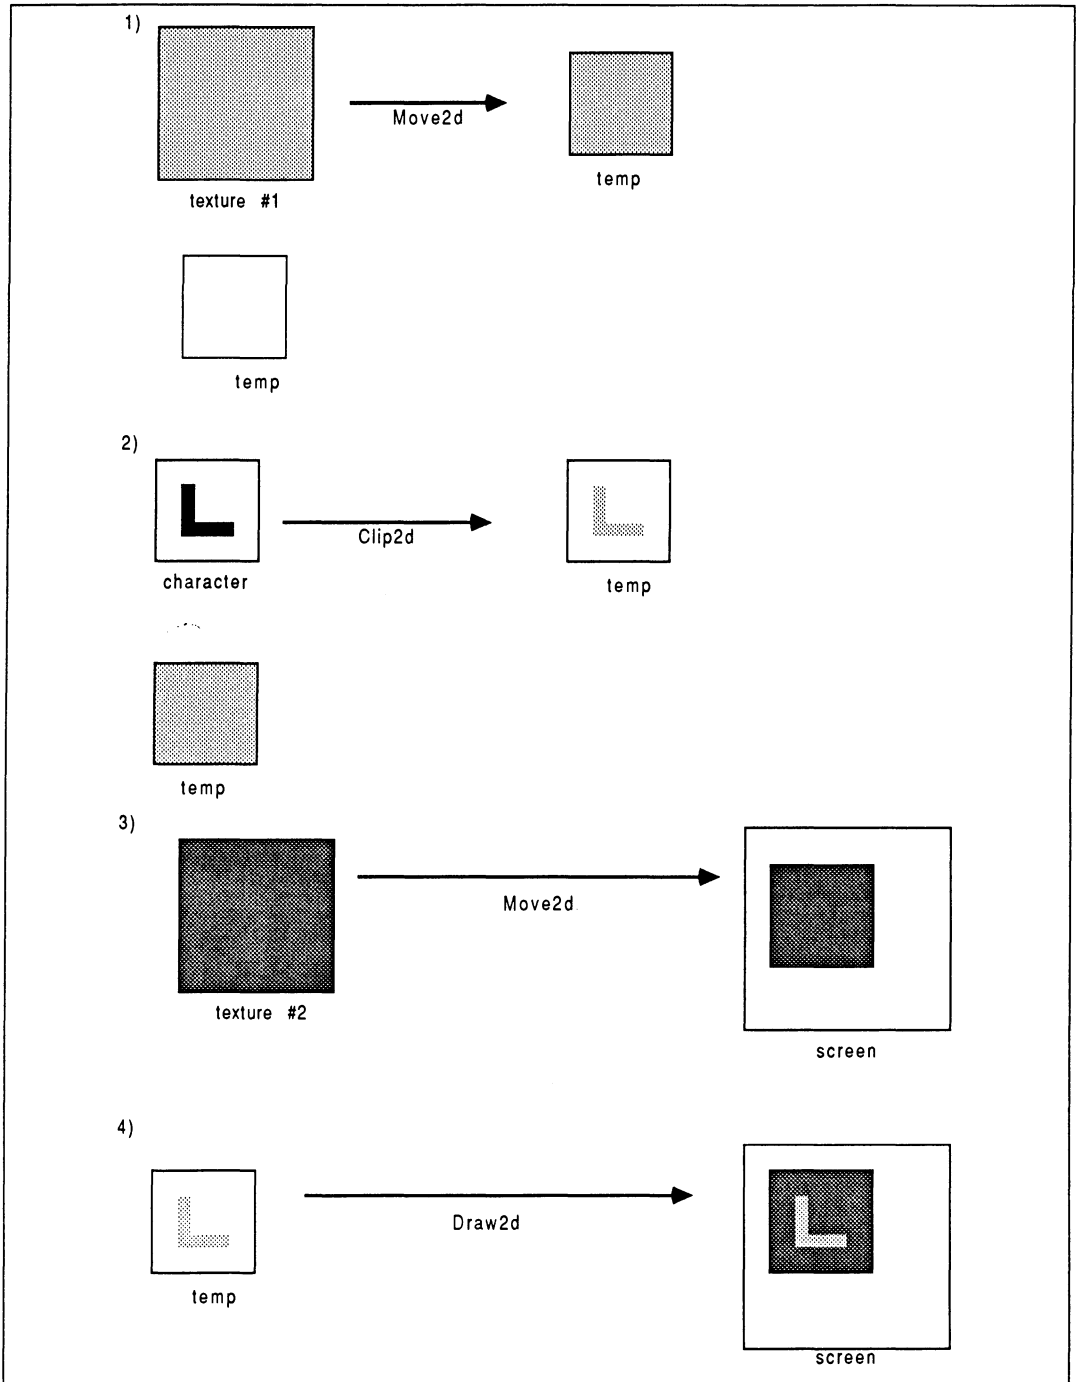 1)
Move2d
texture #1
temp
temp
2)
Clip2d
character
temp
temp
3)
Move2d
texture #2
screen
4)
Draw2d
temp
screen